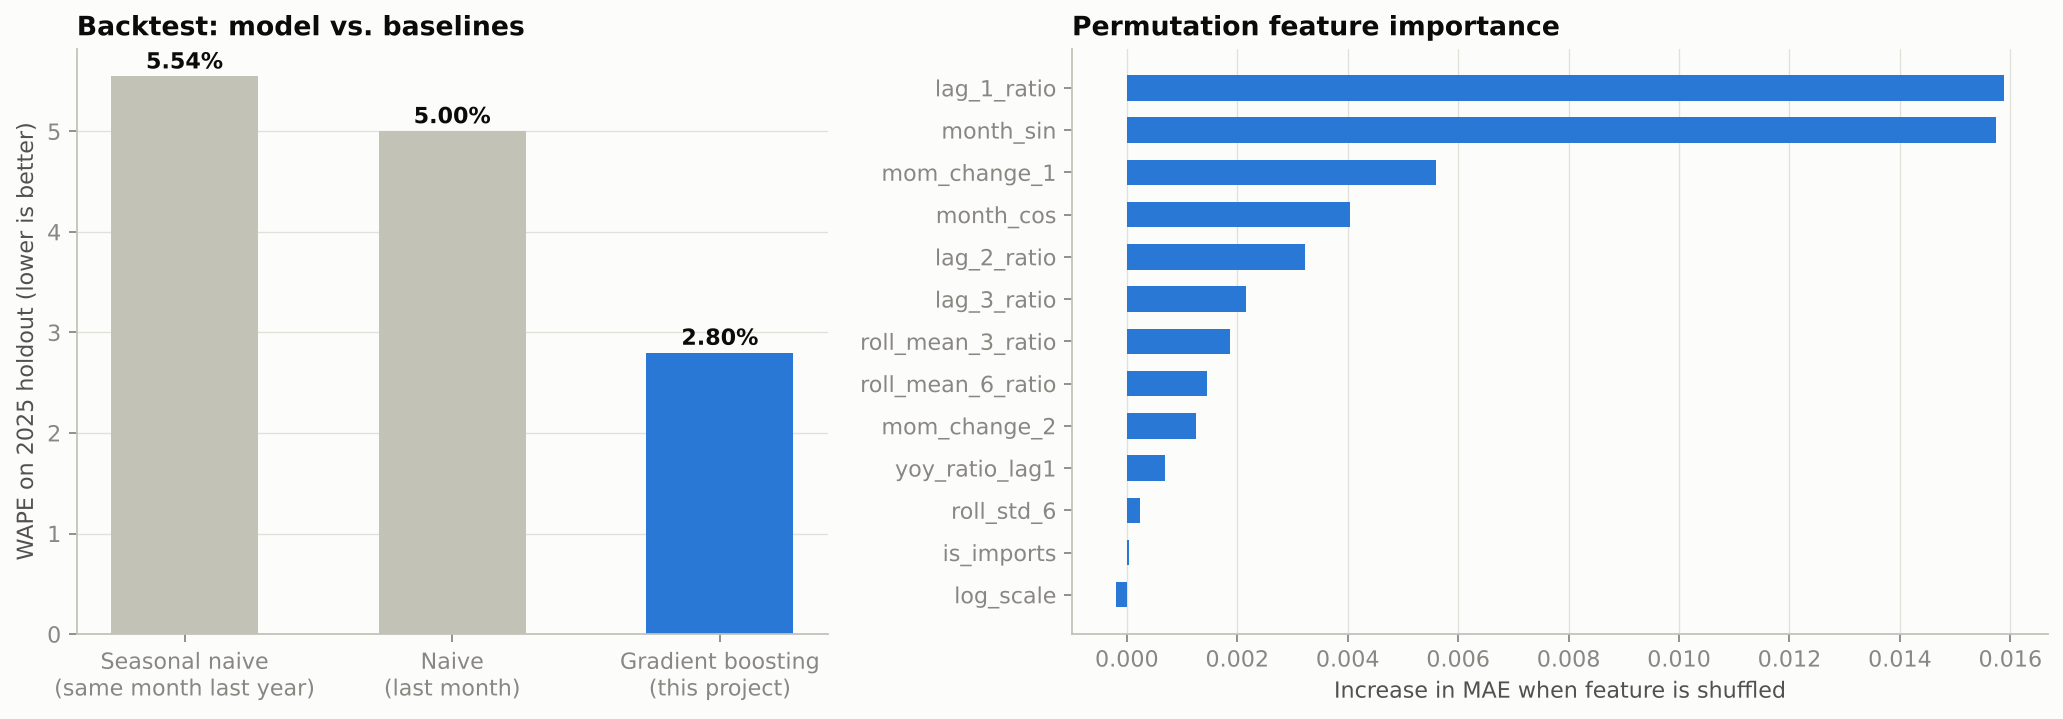 Backtest: model vs. baselines
WAPE on 2025 holdout (lower is better)
5
4
3
2
1
0
5.54%
5.00%
2.80%
Seasonal naive
(same month last year)
Naive
(last month)
Gradient boosting
(this project)
Permutation feature importance
lag_1_ratio
month_sin
mom_change_1
month_cos
lag_2_ratio
lag_3_ratio
roll_mean_3_ratio
roll_mean_6_ratio
mom_change_2
yoy_ratio_lag1
roll_std_6
is_imports
log_scale
0.000 0.002 0.004 0.006 0.008 0.010 0.012 0.014 0.016
Increase in MAE when feature is shuffled